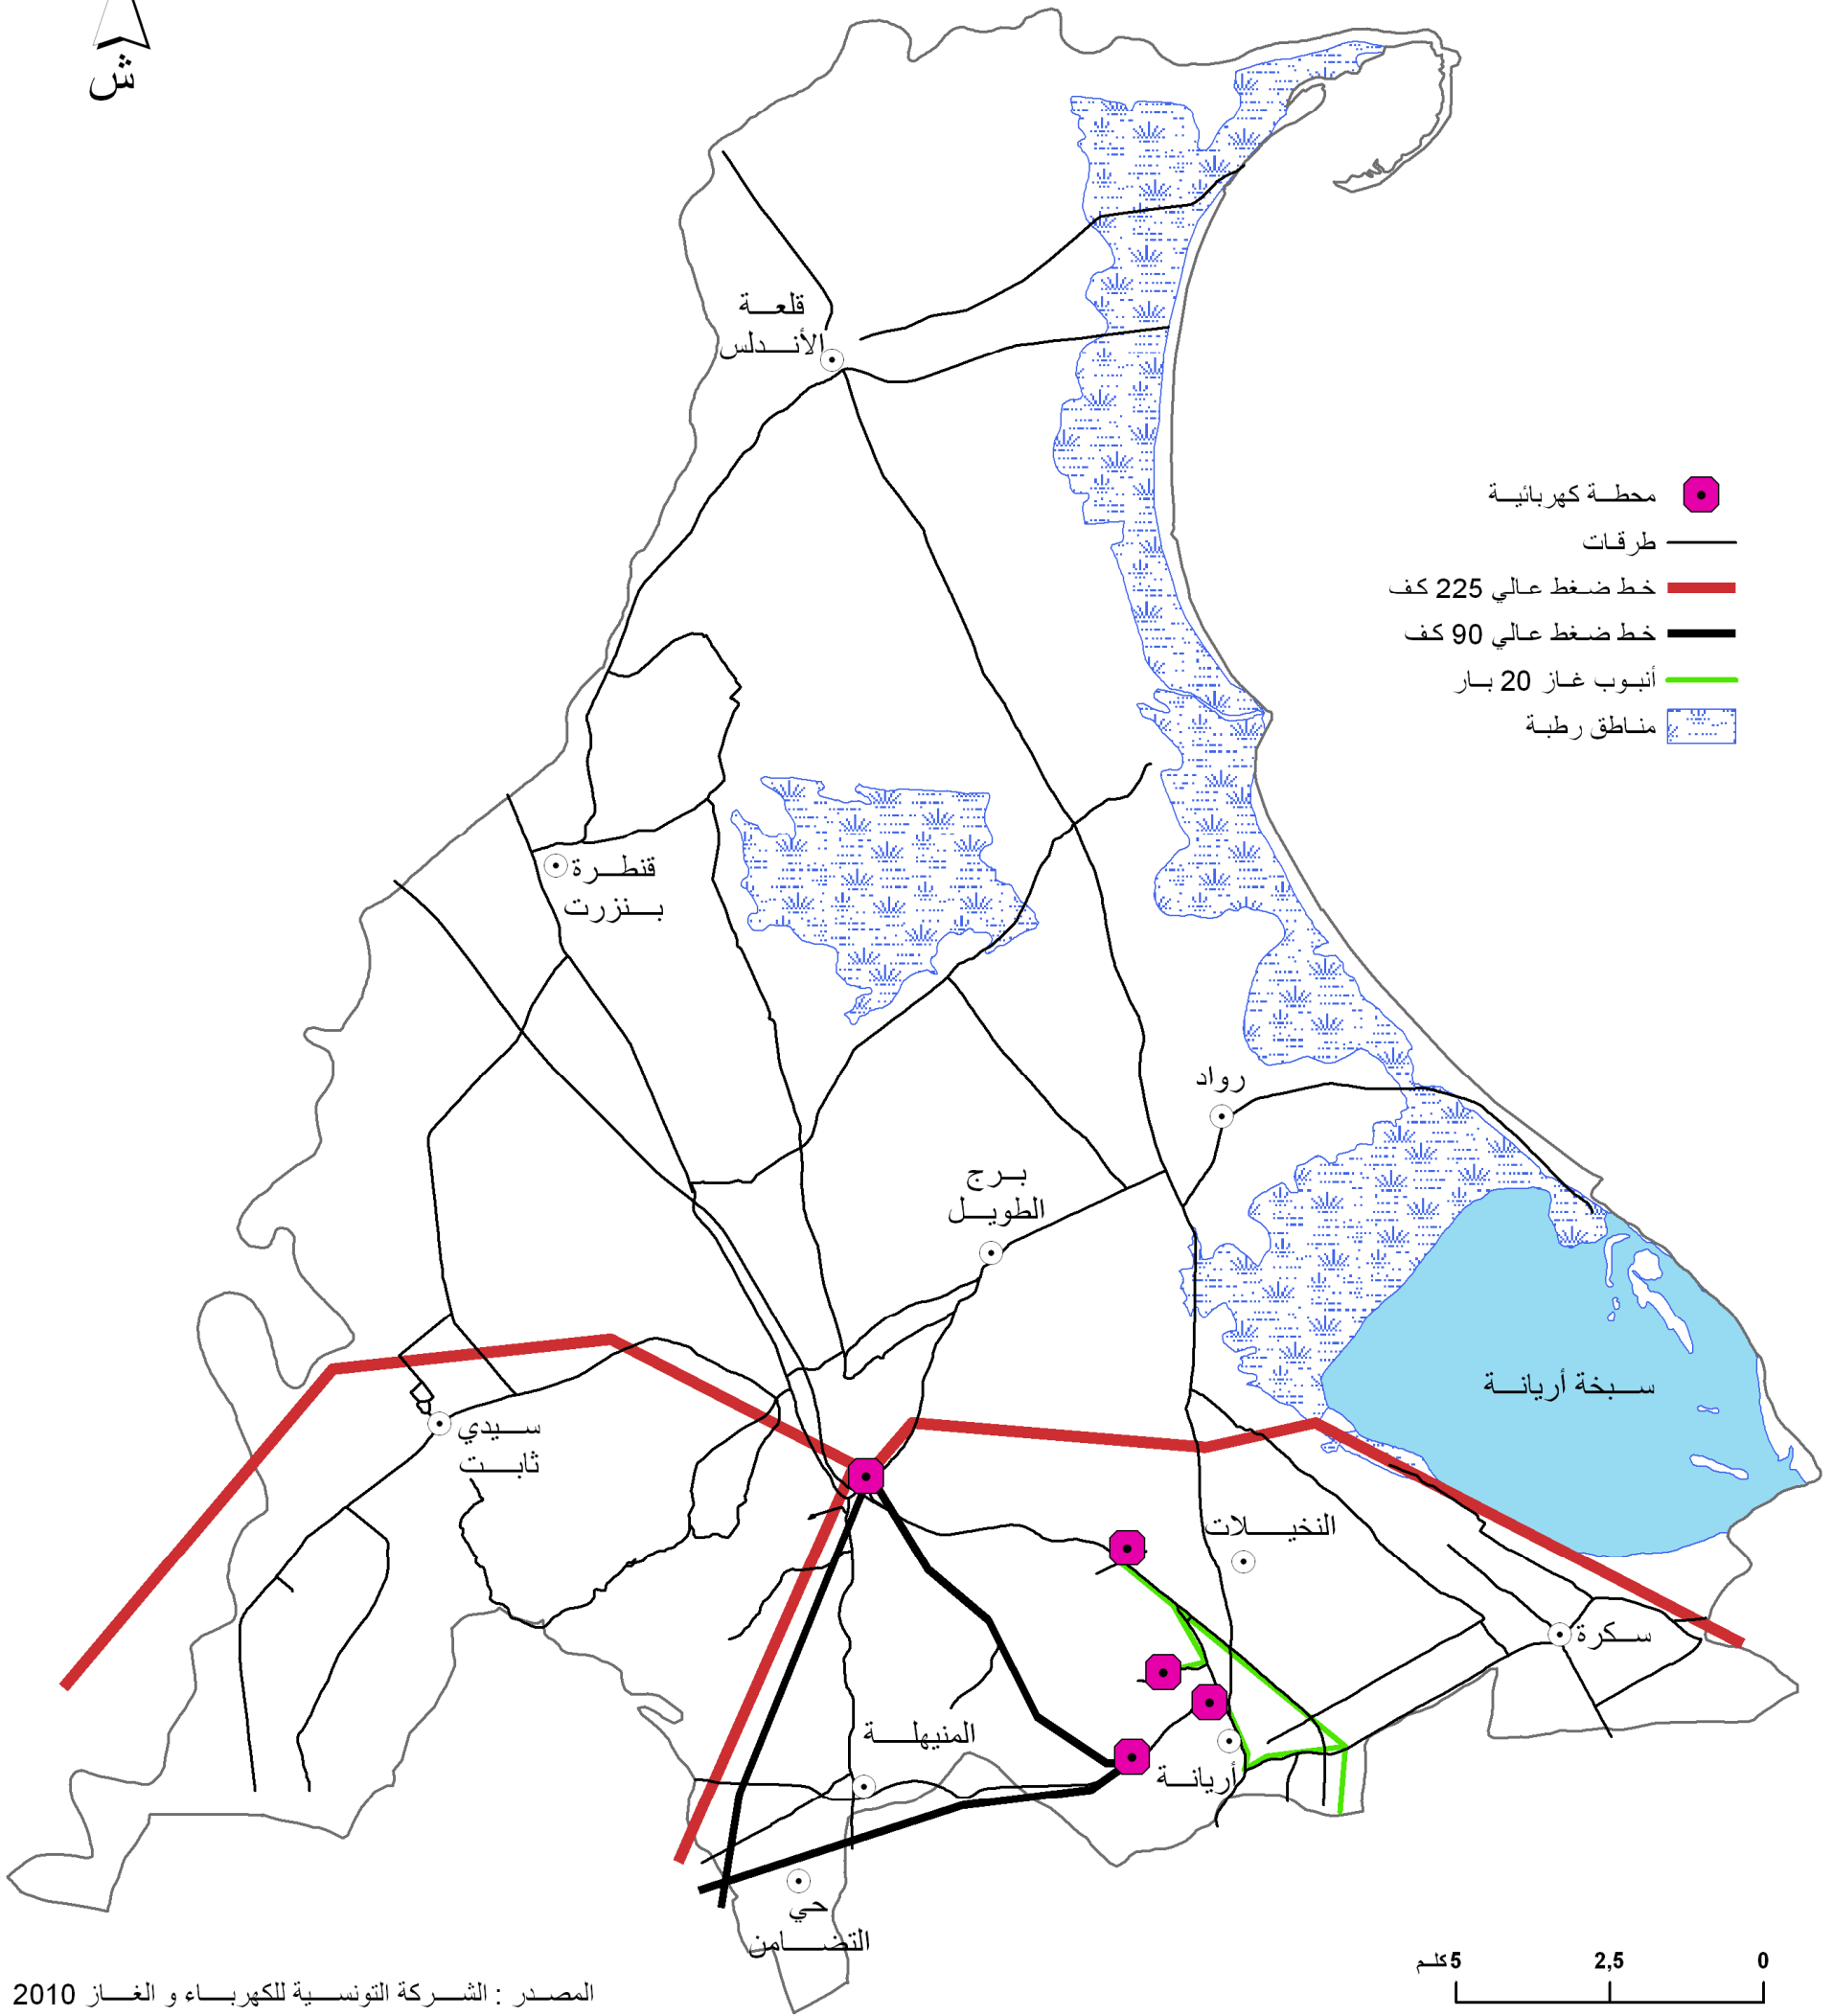 ش
قلعة
الأندلس
محطة كهربائية
طرقات
خط ضغط عالي 225 كف
خط ضغط عالي 90 كف
أنبوب غاز 20 بار
مناطق رطبة
قنطرة
بنزرت
رواد
برج
الطويل
سبخة أريانة
سيدي
ثابت
النخيلات
سكرة
المنيهلة
أريانة
حي
التضامن
5 كلم 2,5 0
المصدر : الشركة التونسية للكهرباء و الغاز 2010